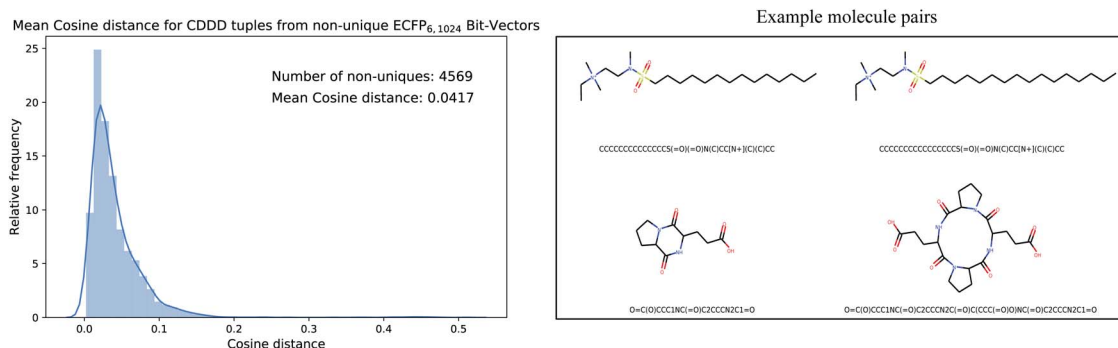 Mean Cosine distance for CDDD tuples from non-unique ECFP6, 1024 Bit-Vectors
25
20
15
10
5
0
Relative frequency
Number of non-uniques: 4569
Mean Cosine distance: 0.0417
0.0 0.1 0.2 0.3 0.4 0.5
Cosine distance
Example molecule pairs
CCCCCCCCCCCCCCS(=O)(=O)N(C)CC[N+](C)(C)CC
CCCCCCCCCCCCCCCCS(=O)(=O)N(C)CC[N+](C)(C)CC
O=C(O)CCC1NC(=O)C2CCCN2C1=O
O=C(O)CCC1NC(=O)C2CCCN2C(=O)C(CCC(=O)O)NC(=O)C2CCCN2C1=O